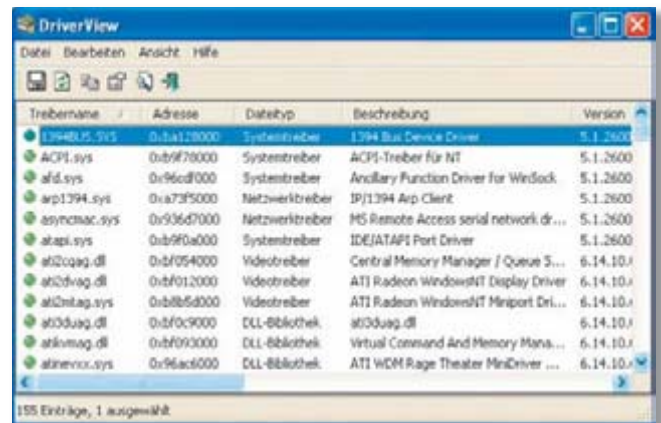 DriverView
Datei Bearbeiten Ansicht Hilfe
Treibername / Adresse Dateityp Beschreibung Version
1394BUS.SYS 0xba128000 Systemtreiber 1394 Bus Device Driver 5.1.2600
ACPI.sys 0xb9f78000 Systemtreiber ACPI-Treber für NT 5.1.2600
afd.sys 0x96cdf000 Systemtreiber Ancillary Function Driver for WinSock 5.1.2600
arp1394.sys 0xa73f5000 Netzwerktreiber IP/1394 Arp Client 5.1.2600
asyncmac.sys 0x936d7000 Netzwerktreiber MS Remote Access serial network dr... 5.1.2600
atapi.sys 0xb9f0a000 Systemtreiber IDE/ATAPI Port Driver 5.1.2600
ati2cqag.dll 0xbf054000 Videotreiber Central Memory Manager / Queue S... 6.14.10.
ati2dvag.dll 0xbf012000 Videotreiber ATI Radeon WindowsNT Display Driver 6.14.10.
ati2mtag.sys 0xb8b5d000 Videotreiber ATI Radeon WindowsNT Miniport Dri... 6.14.10.
ati3duag.dll 0xbf0c9000 DLL-Bibliothek ati3duag.dll 6.14.10.
atikvmag.dll 0xbf093000 DLL-Bibliothek Virtual Command And Memory Mana... 6.14.10.
atinevxx.sys 0x96ac6000 DLL-Bibliothek ATI WDM Rage Theater MiniDriver ... 6.14.10.
155 Einträge, 1 ausgewählt